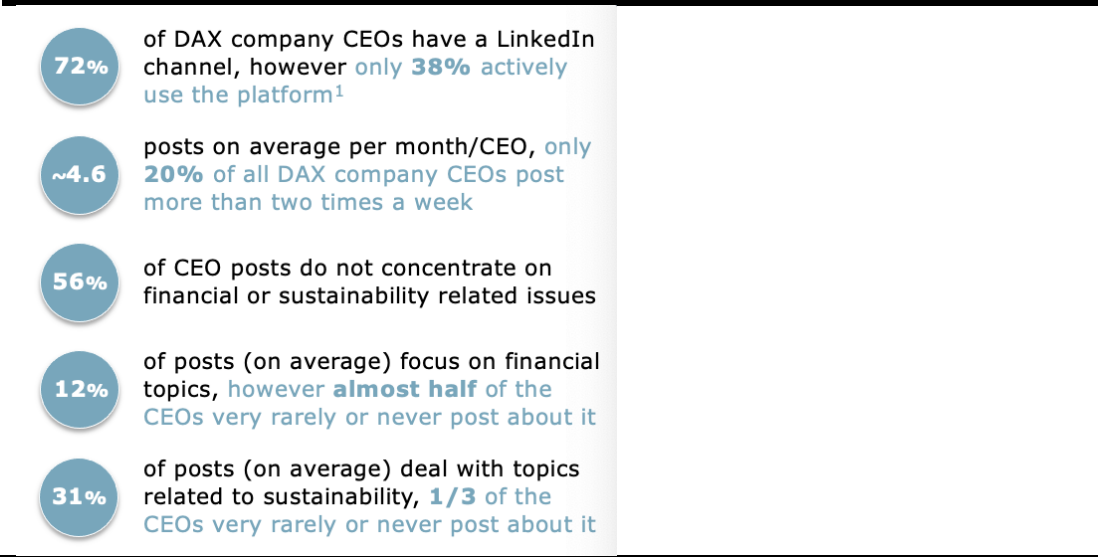 72%
of DAX company CEOs have a LinkedIn
channel, however only 38% actively
use the platform¹
~4.6
posts on average per month/CEO, only
20% of all DAX company CEOs post
more than two times a week
56%
of CEO posts do not concentrate on
financial or sustainability related issues
12%
of posts (on average) focus on financial
topics, however almost half of the
CEOs very rarely or never post about it
31%
of posts (on average) deal with topics
related to sustainability, 1/3 of the
CEOs very rarely or never post about it